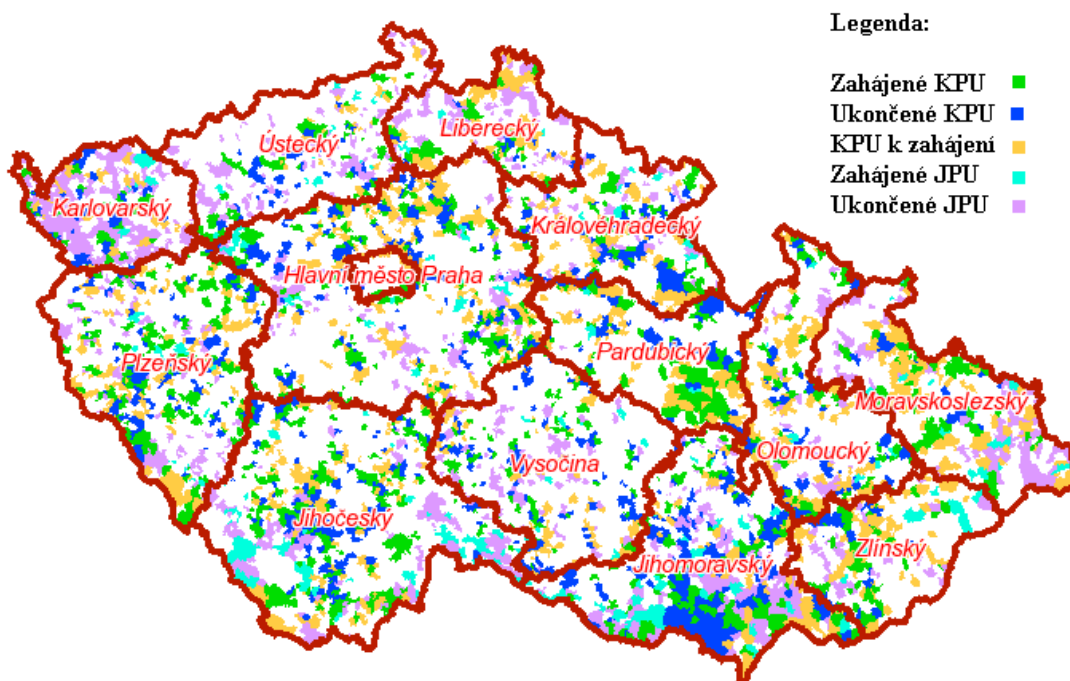 Legenda:
Zahájené KPU
Ukončené KPU
KPU k zahájení
Zahájené JPU
Ukončené JPU
Liberecký
Ústecký
Karlovarský
Královéhradecký
Hlavní město Praha
Plzeňský
Pardubický
Moravskoslezský
Olomoucký
Vysočina
Jihočeský
Zlínský
Jihomoravský